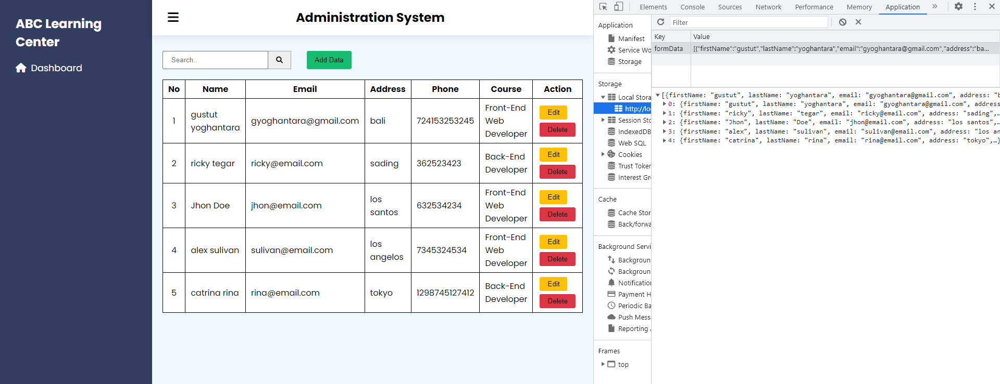 ABC Learning
Center
Dashboard
Administration System
Search..
Add Data
No Name Email Address Phone Course Action
1 gustut yoghantara gyoghantara@gmail.com bali 724153253245 Front-End Web Developer Edit Delete
2 ricky tegar ricky@email.com sading 362523423 Back-End Developer Edit Delete
3 Jhon Doe jhon@email.com los santos 632534234 Front-End Web Developer Edit Delete
4 alex sulivan sulivan@email.com los angelos 7345324534 Front-End Web Developer Edit Delete
5 catrina rina rina@email.com tokyo 1298745127412 Back-End Developer Edit Delete
Elements Console Sources Network Performance Memory Application
Application
Manifest
Service Wo
Storage
Storage
Local Stora
http://lo
Session Sto
IndexedDB
Web SQL
Cookies
Trust Token
Interest Gr
Cache
Cache Stor
Back/forwa
Background Servi
Backgroun
Backgroun
Notification
Payment H
Periodic Ba
Push Mess
Reporting
Frames
top
Filter
Key Value
formData [{"firstName":"gustut","lastName":"yoghantara","email":"gyoghantara@gmail.com","address":"ba...
[{firstName: "gustut", lastName: "yoghantara", email: "gyoghantara@gmail.com", address: "b
0: {firstName: "gustut", lastName: "yoghantara", email: "gyoghantara@gmail.com", address
1: {firstName: "ricky", lastName: "tegar", email: "ricky@email.com", address: "sading",…
2: {firstName: "Jhon", lastName: "Doe", email: "jhon@email.com", address: "los santos",…
3: {firstName: "alex", lastName: "sulivan", email: "sulivan@email.com", address: "los an
4: {firstName: "catrina", lastName: "rina", email: "rina@email.com", address: "tokyo",…}